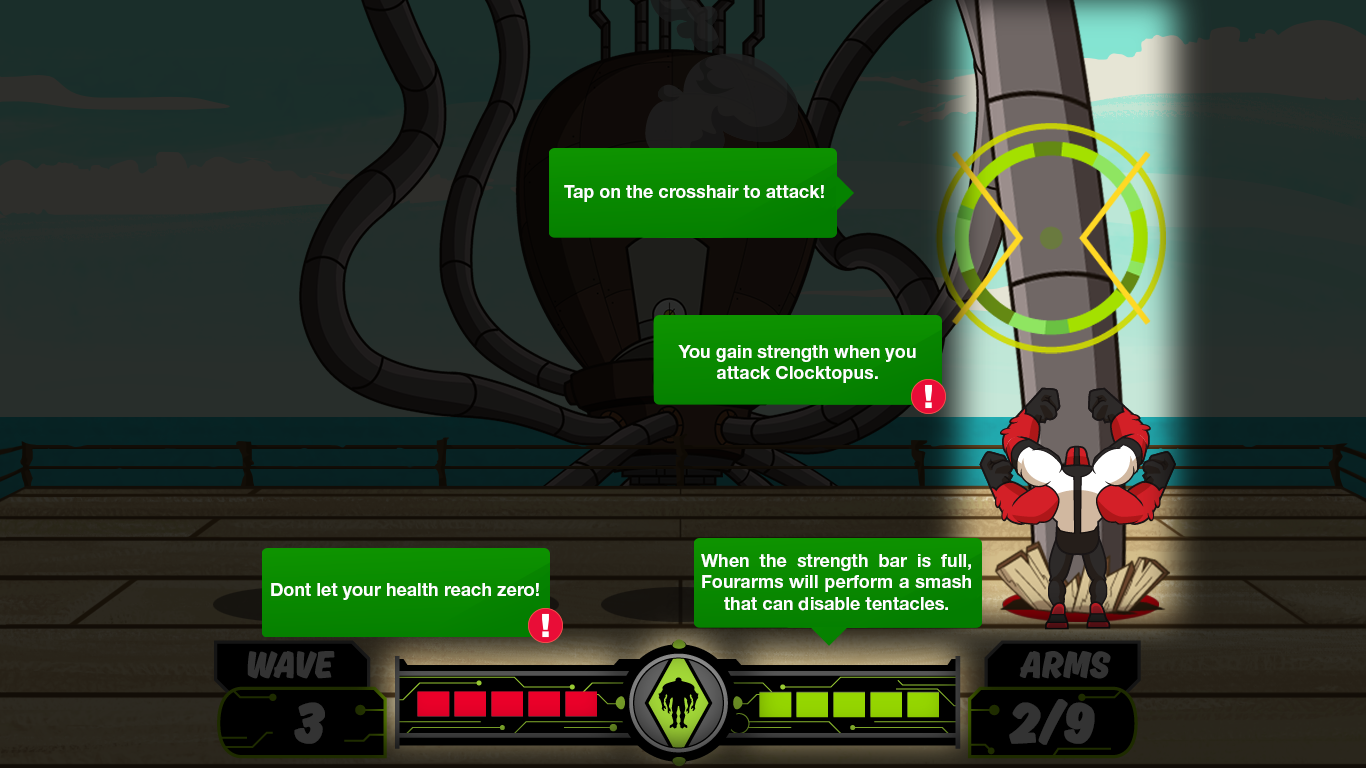 Tap on the crosshair to attack!
You gain strength when you
attack Clocktopus.
!
When the strength bar is full,
Fourarms will perform a smash
that can disable tentacles.
Dont let your health reach zero!
!
WAVE
3
ARMS
2/9